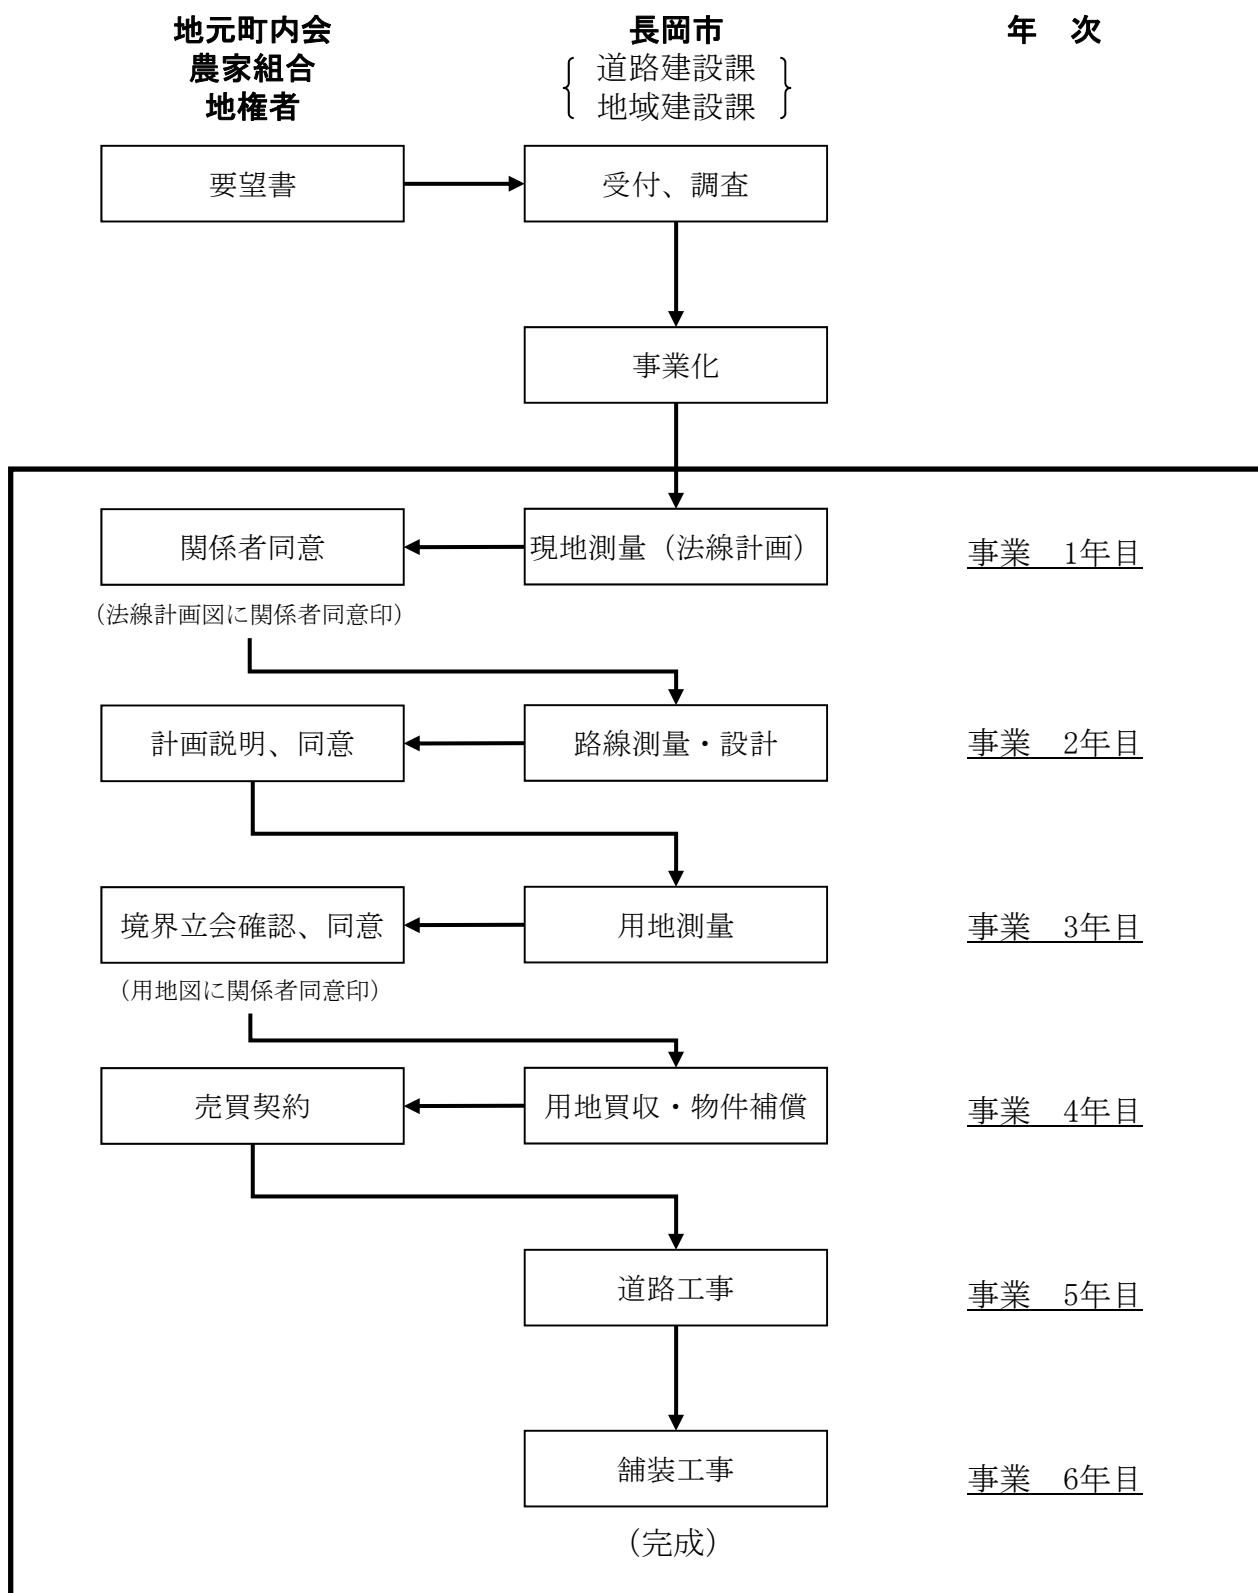 地元町内会
農家組合
地権者
長岡市
道路建設課
地域建設課
年　次
要望書
受付、調査
事業化
関係者同意
現地測量（法線計画）
事業　1年目
（法線計画図に関係者同意印）
計画説明、同意
路線測量・設計
事業　2年目
境界立会確認、同意
用地測量
事業　3年目
（用地図に関係者同意印）
売買契約
用地買収・物件補償
事業　4年目
道路工事
事業　5年目
舗装工事
事業　6年目
（完成）